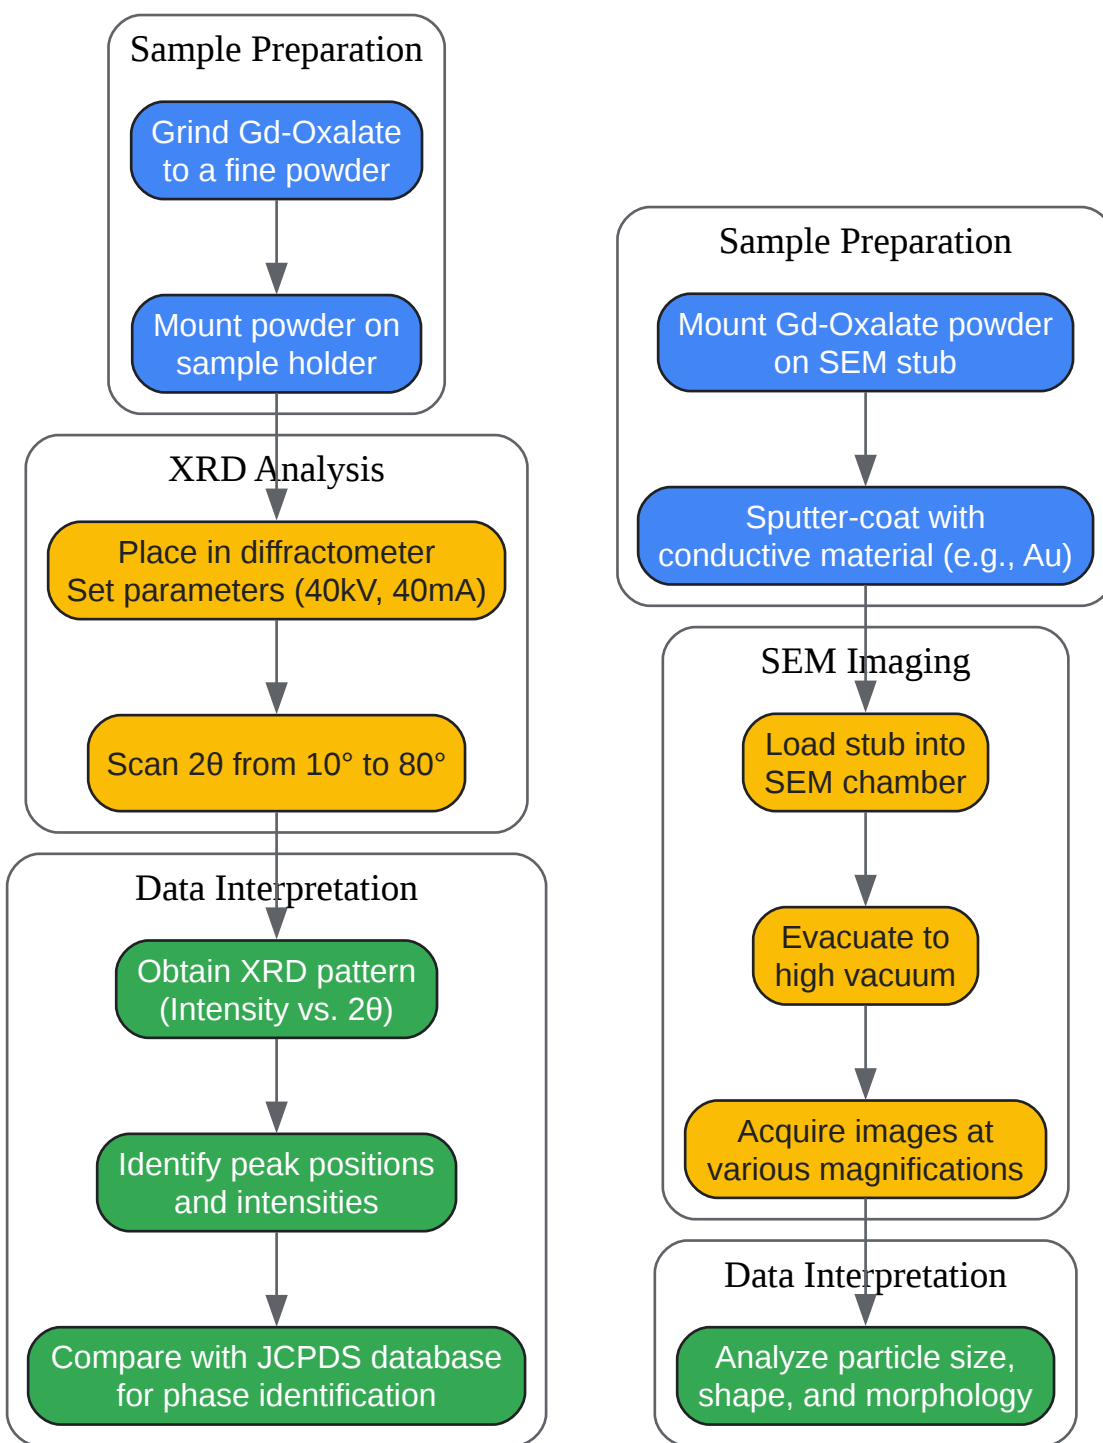 Sample Preparation
Grind Gd-Oxalate
to a fine powder
Mount powder on
sample holder
XRD Analysis
Place in diffractometer
Set parameters (40kV, 40mA)
Scan 2θ from 10° to 80°
Data Interpretation
Obtain XRD pattern
(Intensity vs. 2θ)
Identify peak positions
and intensities
Compare with JCPDS database
for phase identification
Sample Preparation
Mount Gd-Oxalate powder
on SEM stub
Sputter-coat with
conductive material (e.g., Au)
SEM Imaging
Load stub into
SEM chamber
Evacuate to
high vacuum
Acquire images at
various magnifications
Data Interpretation
Analyze particle size,
shape, and morphology